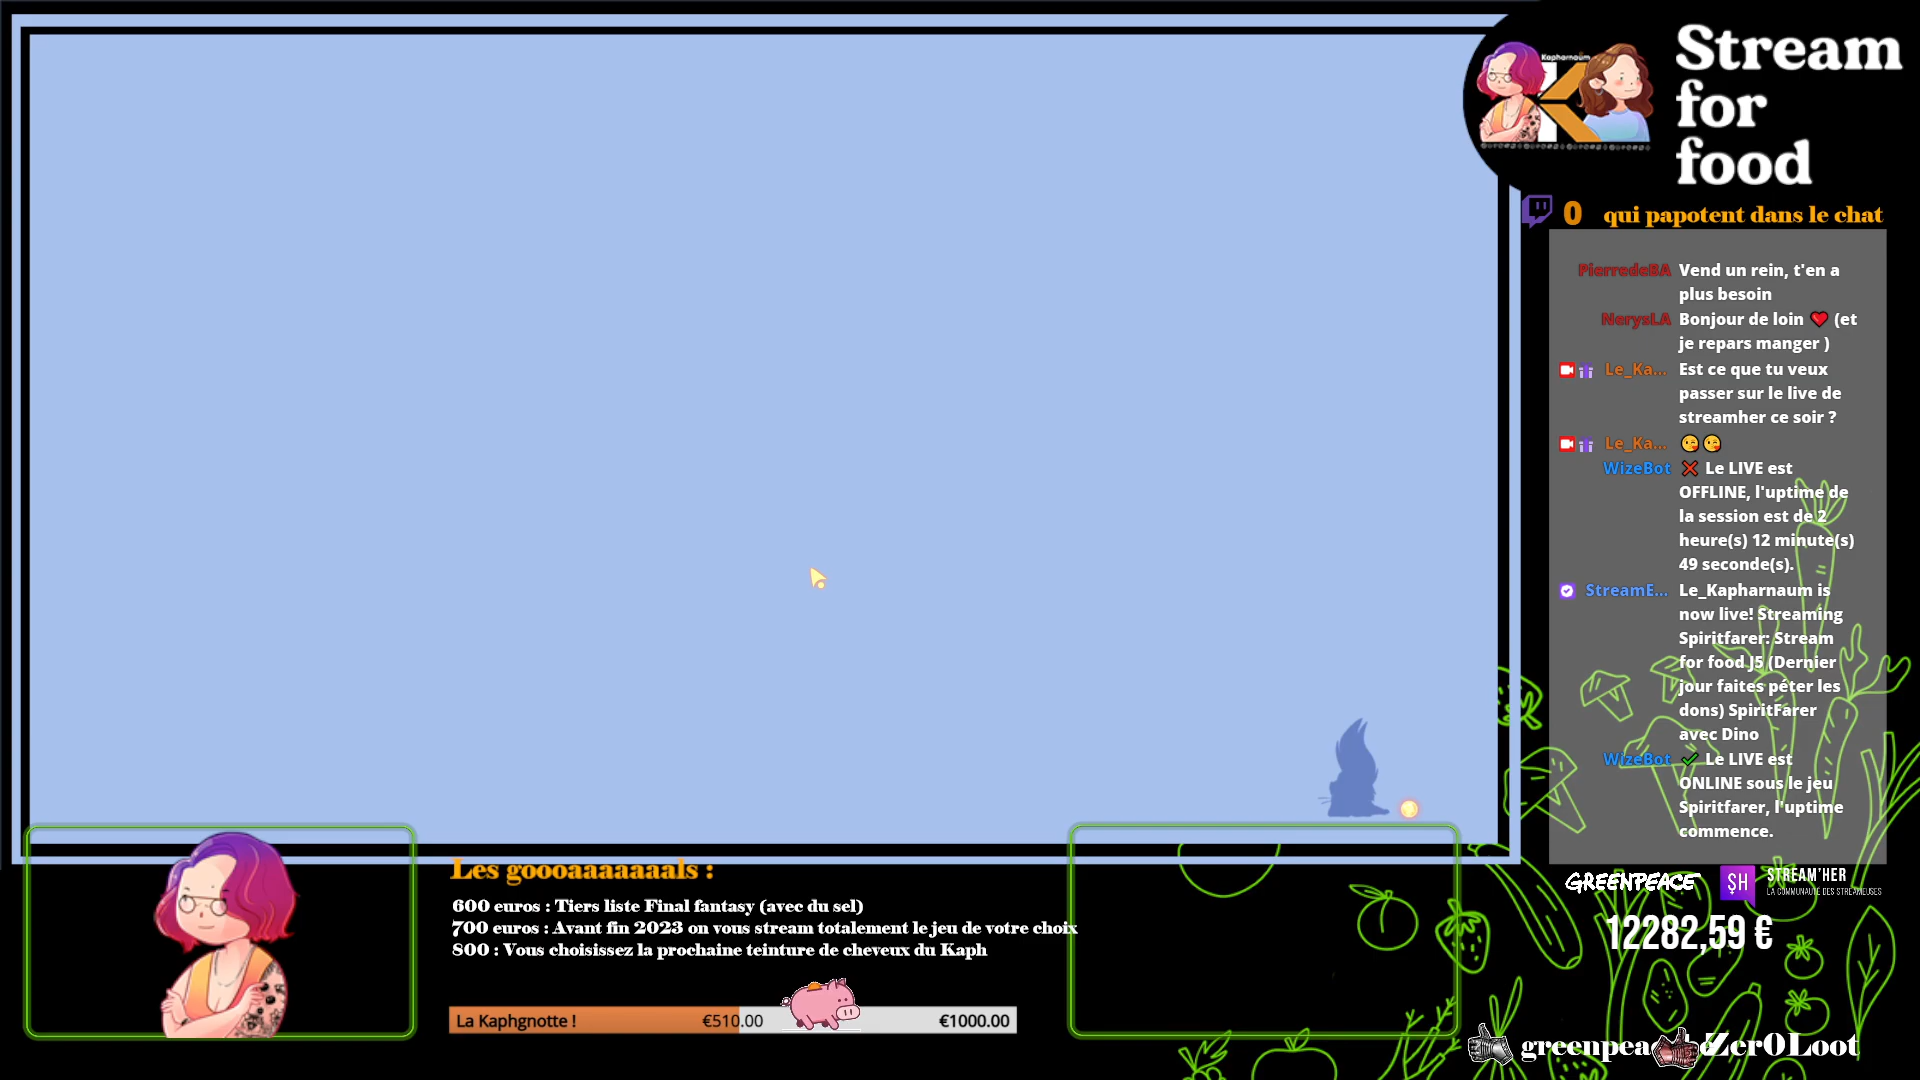 Kapharnaüm
Stream
for
food
0 qui papotent dans le chat
PierredeBA Vend un rein, t'en a
plus besoin
NerysLA Bonjour de loin ❤️ (et
je repars manger )
Le_Ka... Est ce que tu veux
passer sur le live de
streamher ce soir ?
Le_Ka... 😘😘
WizeBot ❌ Le LIVE est
OFFLINE, l'uptime de
la session est de 2
heure(s) 12 minute(s)
49 seconde(s).
StreamE... Le_Kapharnaum is
now live! Streaming
Spiritfarer: Stream
for food J5 (Dernier
jour faites péter les
dons) SpiritFarer
avec Dino
WizeBot ✔ Le LIVE est
ONLINE sous le jeu
Spiritfarer, l'uptime
commence.
Les goooaaaaaaals :
600 euros : Tiers liste Final fantasy (avec du sel)
700 euros : Avant fin 2023 on vous stream totalement le jeu de votre choix
800 : Vous choisissez la prochaine teinture de cheveux du Kaph
La Kaphgnotte ! €510.00 €1000.00
GREENPEACE
SH STREAM'HER
LA COMMUNAUTÉ DES STREAMEUSES
12282,59 €
greenpea
Zer0Loot